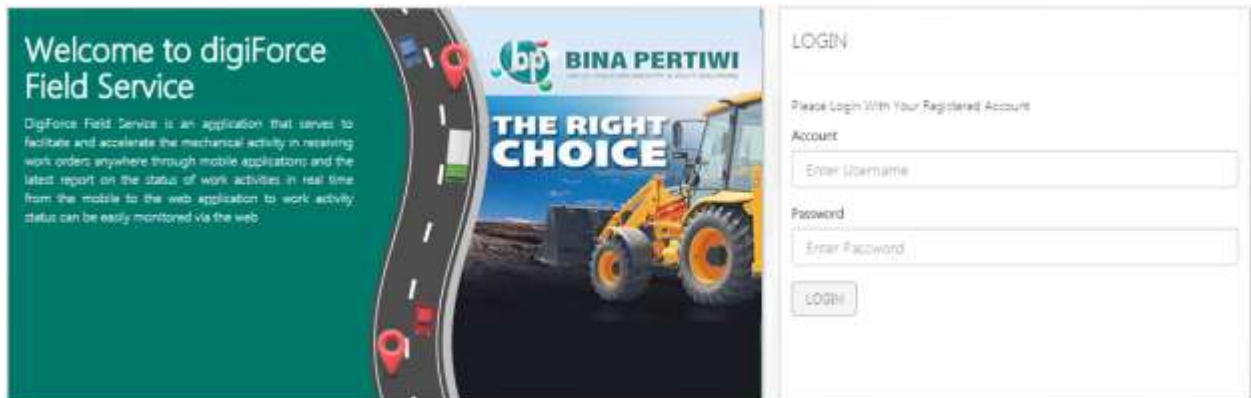 Welcome to digiForce
Field Service
DigiForce Field Service is an application that serves to
facilitate and accelerate the mechanical activity in receiving
work orders anywhere through mobile applications and the
latest report on the status of work activities in real time
from the mobile to the web application to work activity
status can be easily monitored via the web
bp BINA PERTIWI
THE RIGHT
CHOICE
LOGIN
Please Login With Your Registered Account
Account
Enter Username
Password
Enter Password
LOGIN